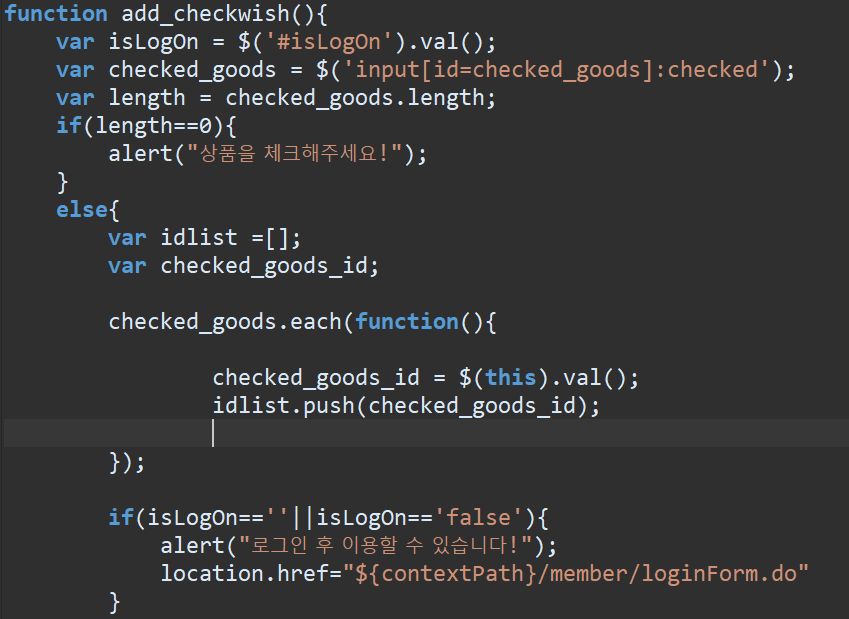 function add_checkwish(){
var isLogOn = $('#isLogOn').val();
var checked_goods = $('input[id=checked_goods]:checked');
var length = checked_goods.length;
if(length==0){
alert("상품을 체크해주세요!");
}
else{
var idlist =[];
var checked_goods_id;
checked_goods.each(function(){
checked_goods_id = $(this).val();
idlist.push(checked_goods_id);
});
if(isLogOn==''||isLogOn=='false'){
alert("로그인 후 이용할 수 있습니다!");
location.href="${contextPath}/member/loginForm.do"
}